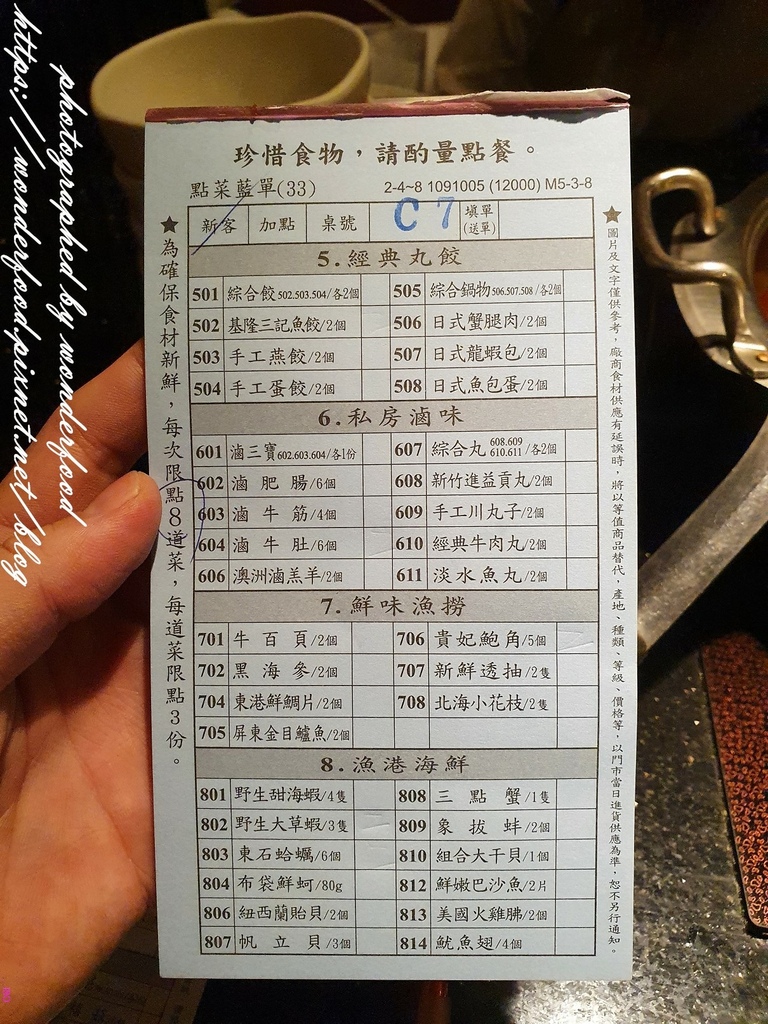 photographed by wonderfood
https://wonderfood.pixnet.net/blog
珍惜食物，請酌量點餐。
點菜藍單(33) 2-4~8 1091005 (12000) M5-3-8
新客 加點 桌號 C7 填單(送單)
★為確保食材新鮮，每次限點8道菜，每道菜限點3份。
5.經典丸餃
501 綜合餃502.503.504/各2個 505 綜合鍋物506.507.508/各2個
502 基隆三記魚餃/2個 506 日式蟹腿肉/2個
503 手工燕餃/2個 507 日式龍蝦包/2個
504 手工蛋餃/2個 508 日式魚包蛋/2個
6.私房滷味
601 滷三寶602.603.604/各1份 607 綜合丸608.609 610.611/各2個
602 滷肥腸/6個 608 新竹進益貢丸/2個
603 滷牛筋/4個 609 手工川丸子/2個
604 滷牛肚/6個 610 經典牛肉丸/2個
606 澳洲滷羔羊/2個 611 淡水魚丸/2個
7.鮮味漁撈
701 牛百頁/2個 706 貴妃鮑角/5個
702 黑海參/2個 707 新鮮透抽/2隻
704 東港鮮鯛片/2個 708 北海小花枝/2隻
705 屏東金目鱸魚/2個
8.漁港海鮮
801 野生甜海蝦/4隻 808 三點蟹/1隻
802 野生大草蝦/3隻 809 象拔蚌/2個
803 東石蛤蠣/6個 810 組合大干貝/1個
804 布袋鮮蚵/80g 812 鮮嫩巴沙魚/2片
806 紐西蘭貽貝/2個 813 美國火雞腱/2個
807 帆立貝/3個 814 魷魚翅/4個
★圖片及文字僅供參考，廠商食材供應有延誤時，將以等值商品替代，產地、種類、等級、價格等，以門市當日進貨供應為準，恕不另行通知。